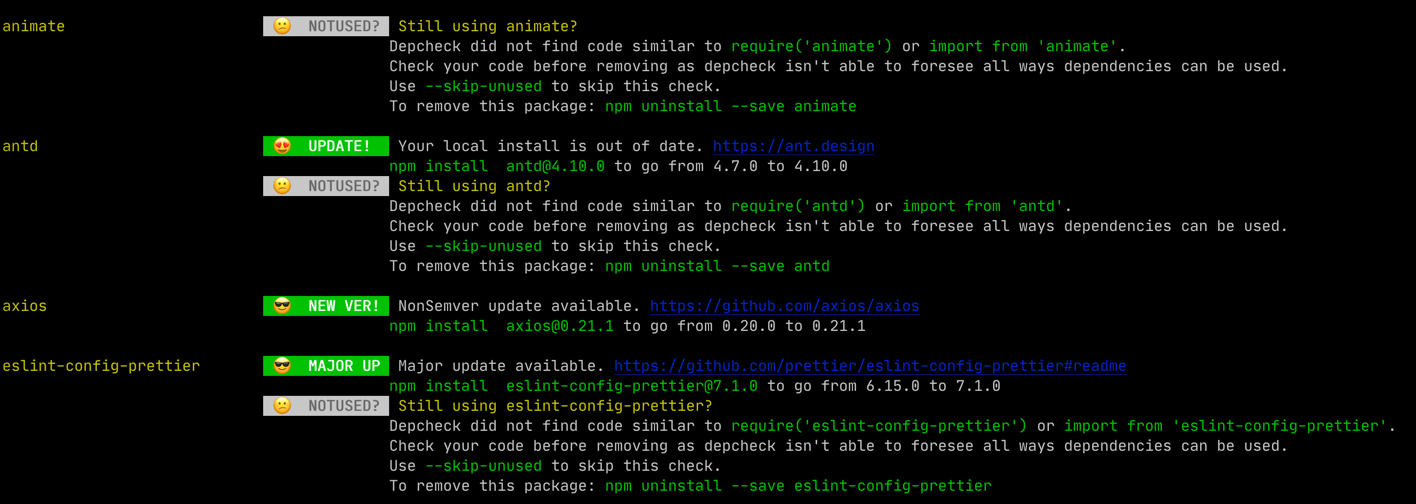 animate 😕 NOTUSED? Still using animate?
Depcheck did not find code similar to require('animate') or import from 'animate'.
Check your code before removing as depcheck isn't able to foresee all ways dependencies can be used.
Use --skip-unused to skip this check.
To remove this package: npm uninstall --save animate
antd 😍 UPDATE! Your local install is out of date. https://ant.design
npm install  antd@4.10.0 to go from 4.7.0 to 4.10.0
😕 NOTUSED? Still using antd?
Depcheck did not find code similar to require('antd') or import from 'antd'.
Check your code before removing as depcheck isn't able to foresee all ways dependencies can be used.
Use --skip-unused to skip this check.
To remove this package: npm uninstall --save antd
axios 😎 NEW VER! NonSemver update available. https://github.com/axios/axios
npm install  axios@0.21.1 to go from 0.20.0 to 0.21.1
eslint-config-prettier 😎 MAJOR UP Major update available. https://github.com/prettier/eslint-config-prettier#readme
npm install  eslint-config-prettier@7.1.0 to go from 6.15.0 to 7.1.0
😕 NOTUSED? Still using eslint-config-prettier?
Depcheck did not find code similar to require('eslint-config-prettier') or import from 'eslint-config-prettier'.
Check your code before removing as depcheck isn't able to foresee all ways dependencies can be used.
Use --skip-unused to skip this check.
To remove this package: npm uninstall --save eslint-config-prettier